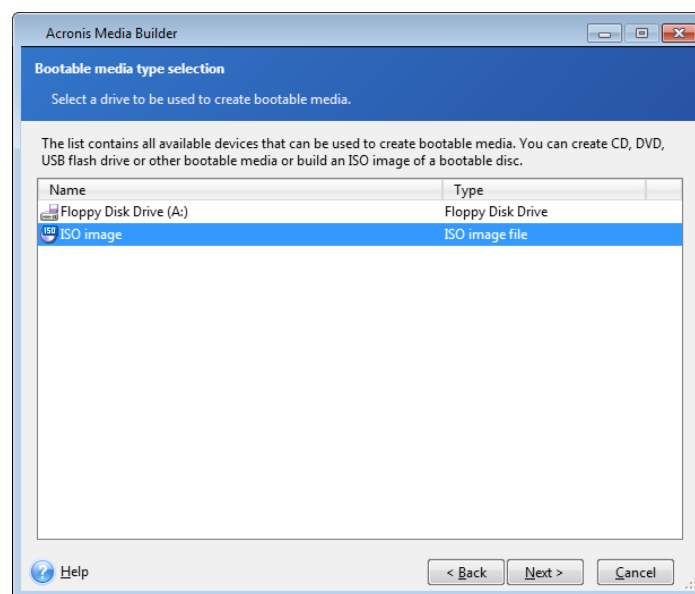 Acronis Media Builder
Bootable media type selection
Select a drive to be used to create bootable media.
The list contains all available devices that can be used to create bootable media. You can create CD, DVD,
USB flash drive or other bootable media or build an ISO image of a bootable disc.
Name Type
Floppy Disk Drive (A:) Floppy Disk Drive
ISO ISO image ISO image file
? Help < Back Next > Cancel